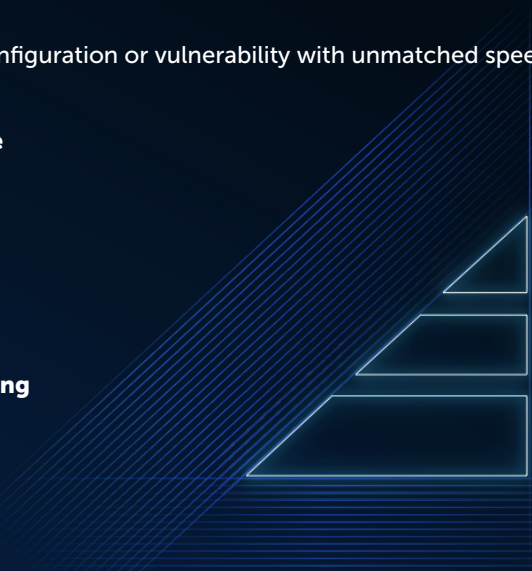 nfiguration or vulnerability with unmatched spee
e
ng